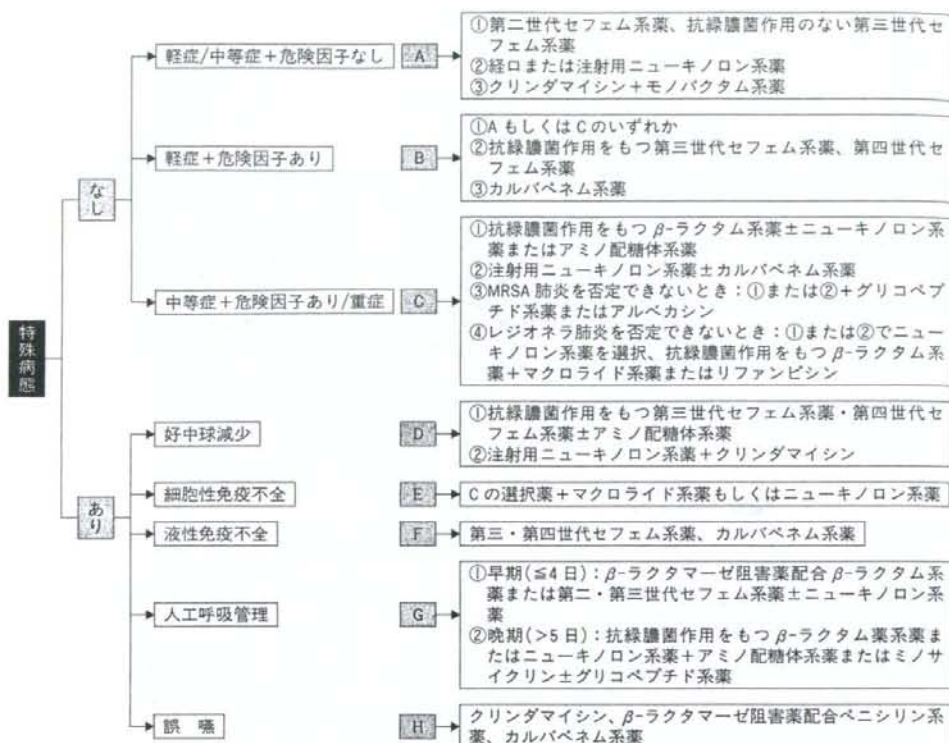 軽症/中等症+危険因子なし
A
①第二世代セフェム系薬、抗緑膿菌作用のない第三世代セ
フェム系薬
②経口または注射用ニューキノロン系薬
③クリンダマイシン+モノバクタム系薬
軽症+危険因子あり
B
①AもしくはCのいずれか
②抗緑膿菌作用をもつ第三世代セフェム系薬、第四世代セ
フェム系薬
③カルバペネム系薬
なし
中等症+危険因子あり/重症
C
①抗緑膿菌作用をもつβ-ラクタム系薬±ニューキノロン系
薬またはアミノ配糖体系薬
②注射用ニューキノロン系薬±カルバペネム系薬
③MRSA肺炎を否定できないとき:①または②+グリコペプ
チド系薬またはアルベカシン
④レジオネラ肺炎を否定できないとき:①または②でニュー
キノロン系薬を選択、抗緑膿菌作用をもつβ-ラクタム系
薬+マクロライド系薬またはリファンピシン
特殊病態
好中球減少
D
①抗緑膿菌作用をもつ第三世代セフェム系薬・第四世代セ
フェム系薬±アミノ配糖体系薬
②注射用ニューキノロン系薬+クリンダマイシン
あり
細胞性免疫不全
E
Cの選択薬+マクロライド系薬もしくはニューキノロン系薬
液性免疫不全
F
第三・第四世代セフェム系薬、カルバペネム系薬
人工呼吸管理
G
①早期(≦4日):β-ラクタマーゼ阻害薬配合β-ラクタム系
薬または第二・第三世代セフェム系薬±ニューキノロン系
薬
②晩期(>5日):抗緑膿菌作用をもつβ-ラクタム薬系薬ま
たはニューキノロン系薬+アミノ配糖体系薬またはミノサ
イクリン±グリコペプチド系薬
誤嚥
H
クリンダマイシン、β-ラクタマーゼ阻害薬配合ペニシリン系
薬、カルバペネム系薬